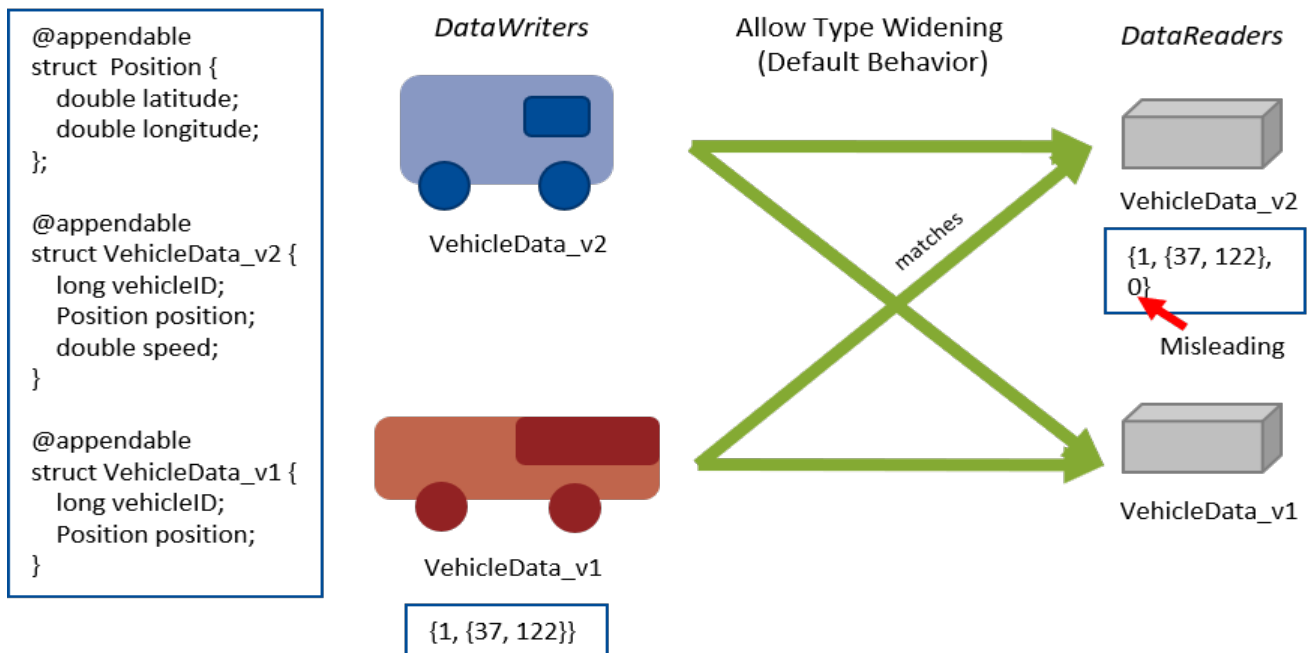 @appendable
struct  Position {
double latitude;
double longitude;
};
@appendable
struct VehicleData_v2 {
long vehicleID;
Position position;
double speed;
}
@appendable
struct VehicleData_v1 {
long vehicleID;
Position position;
}
DataWriters
VehicleData_v2
VehicleData_v1
{1, {37, 122}}
Allow Type Widening
(Default Behavior)
matches
DataReaders
VehicleData_v2
{1, {37, 122},
0}
Misleading
VehicleData_v1